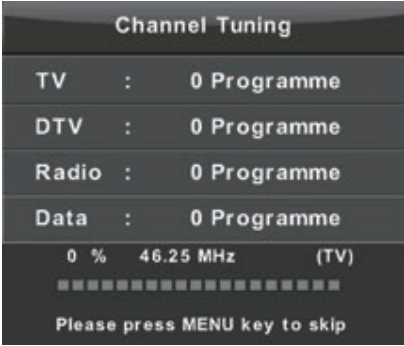 Channel Tuning
TV : 0 Programme
DTV : 0 Programme
Radio : 0 Programme
Data : 0 Programme
0 % 46.25 MHz (TV)
Please press MENU key to skip